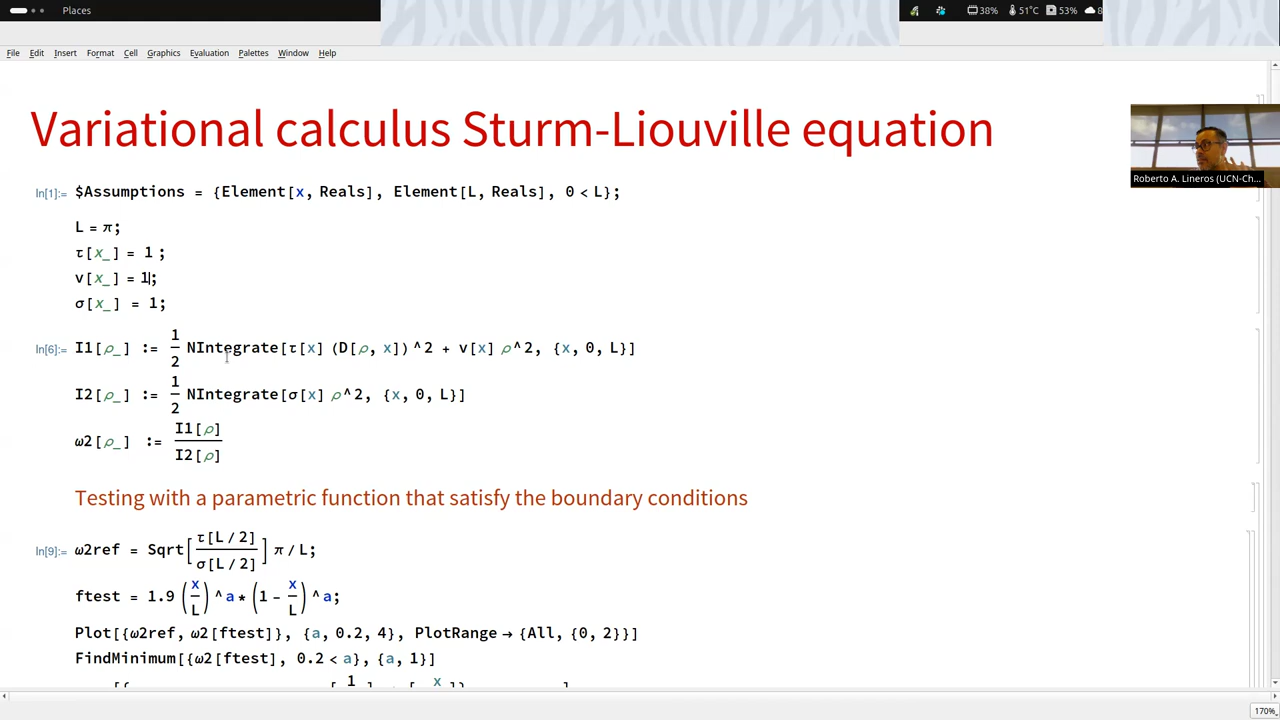 Places
38% 51°C 53% 8
File Edit Insert Format Cell Graphics Evaluation Palettes Window Help
Variational calculus Sturm-Liouville equation
In[1]:= $Assumptions = {Element[x, Reals], Element[L, Reals], 0 < L};
L = π;
τ[x_] = 1 ;
v[x_] = 1;
σ[x_] = 1;
In[6]:= I1[ρ_] := 1/2 NIntegrate[τ[x] (D[ρ, x])^2 + v[x] ρ^2, {x, 0, L}]
I2[ρ_] := 1/2 NIntegrate[σ[x] ρ^2, {x, 0, L}]
ω2[ρ_] := I1[ρ]/I2[ρ]
Testing with a parametric function that satisfy the boundary conditions
In[9]:= ω2ref = Sqrt[τ[L/2]/σ[L/2]] π/L;
ftest = 1.9 (x/L)^a*(1-x/L)^a;
Plot[{ω2ref, ω2[ftest]}, {a, 0.2, 4}, PlotRange→{All, {0, 2}}]
FindMinimum[{ω2[ftest], 0.2 < a}, {a, 1}]
Roberto A. Lineros (UCN-Ch...
170%